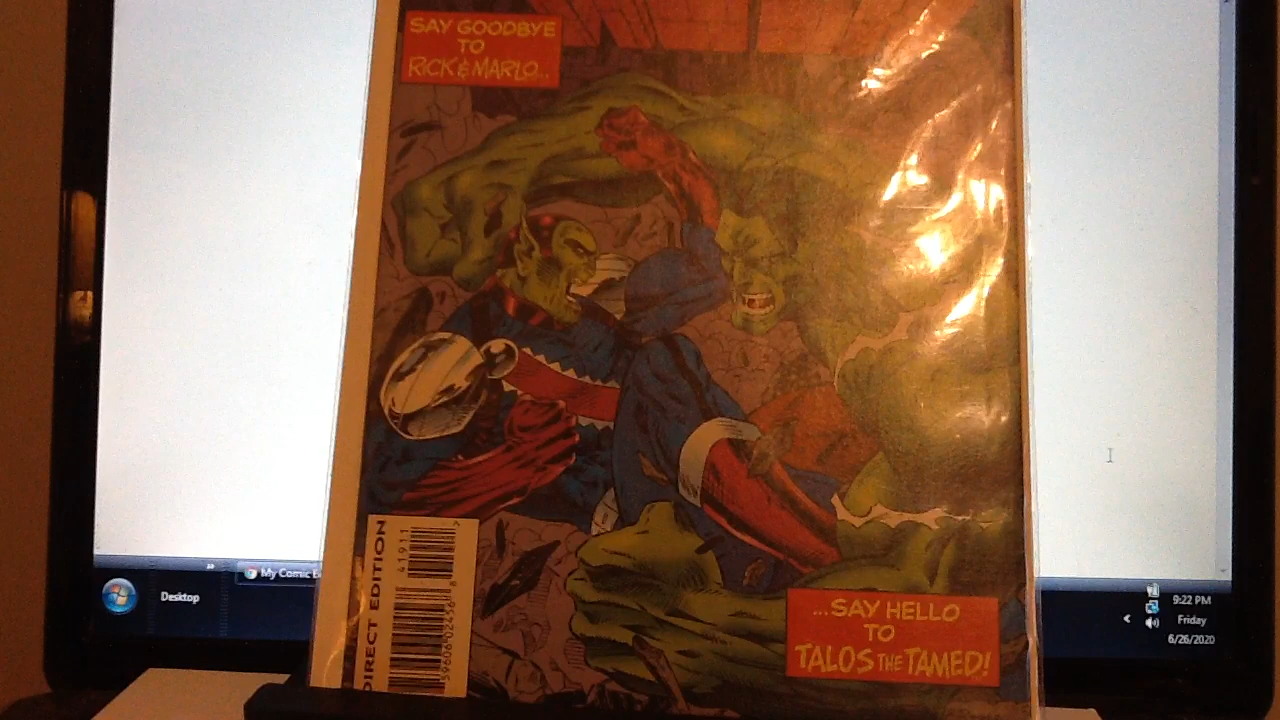 SAY GOODBYE
TO
RICK & MARLO...
DIRECT EDITION
41911
...SAY HELLO
TO
TALOS THE TAMED!
»
My Comic
Desktop
9:22 PM
Friday
6/26/2020